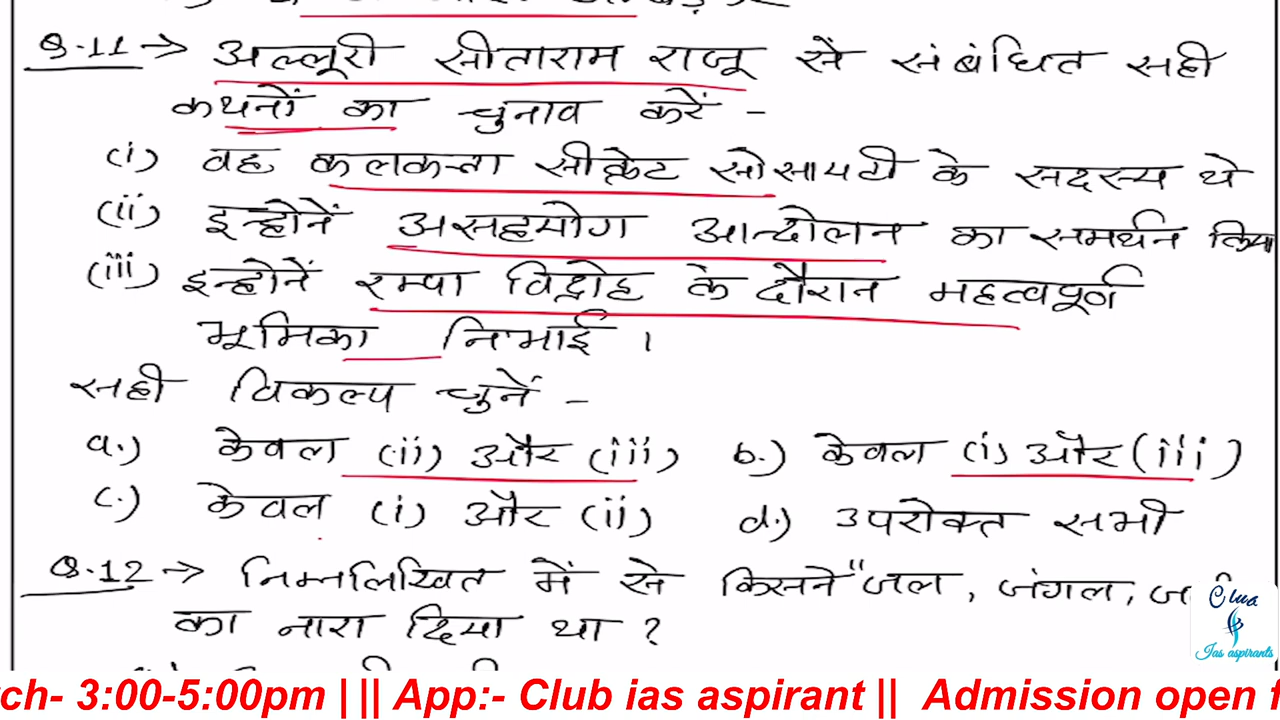 Q.11→ अल्लूरी सीताराम राजू से संबंधित सही
कथनों का चुनाव करें -
(i) वह कलकत्ता सीक्रेट सोसायटी के सदस्य थे
(ii) इन्होनें असहयोग आन्दोलन का समर्थन किया
(iii) इन्होनें रम्पा विद्रोह के दौरान महत्वपूर्ण
भूमिका निभाई ।
सही विकल्प चुनें -
a.) केवल (ii) और (iii) b.) केवल (i) और (iii)
c.) केवल (i) और (ii) d.) उपरोक्त सभी
Q.12→ निम्नलिखित में से किसने "जल, जंगल,
का नारा दिया था ?
Club
Ias aspirants
3:00-5:00pm | || App:- Club ias aspirant || Admission open